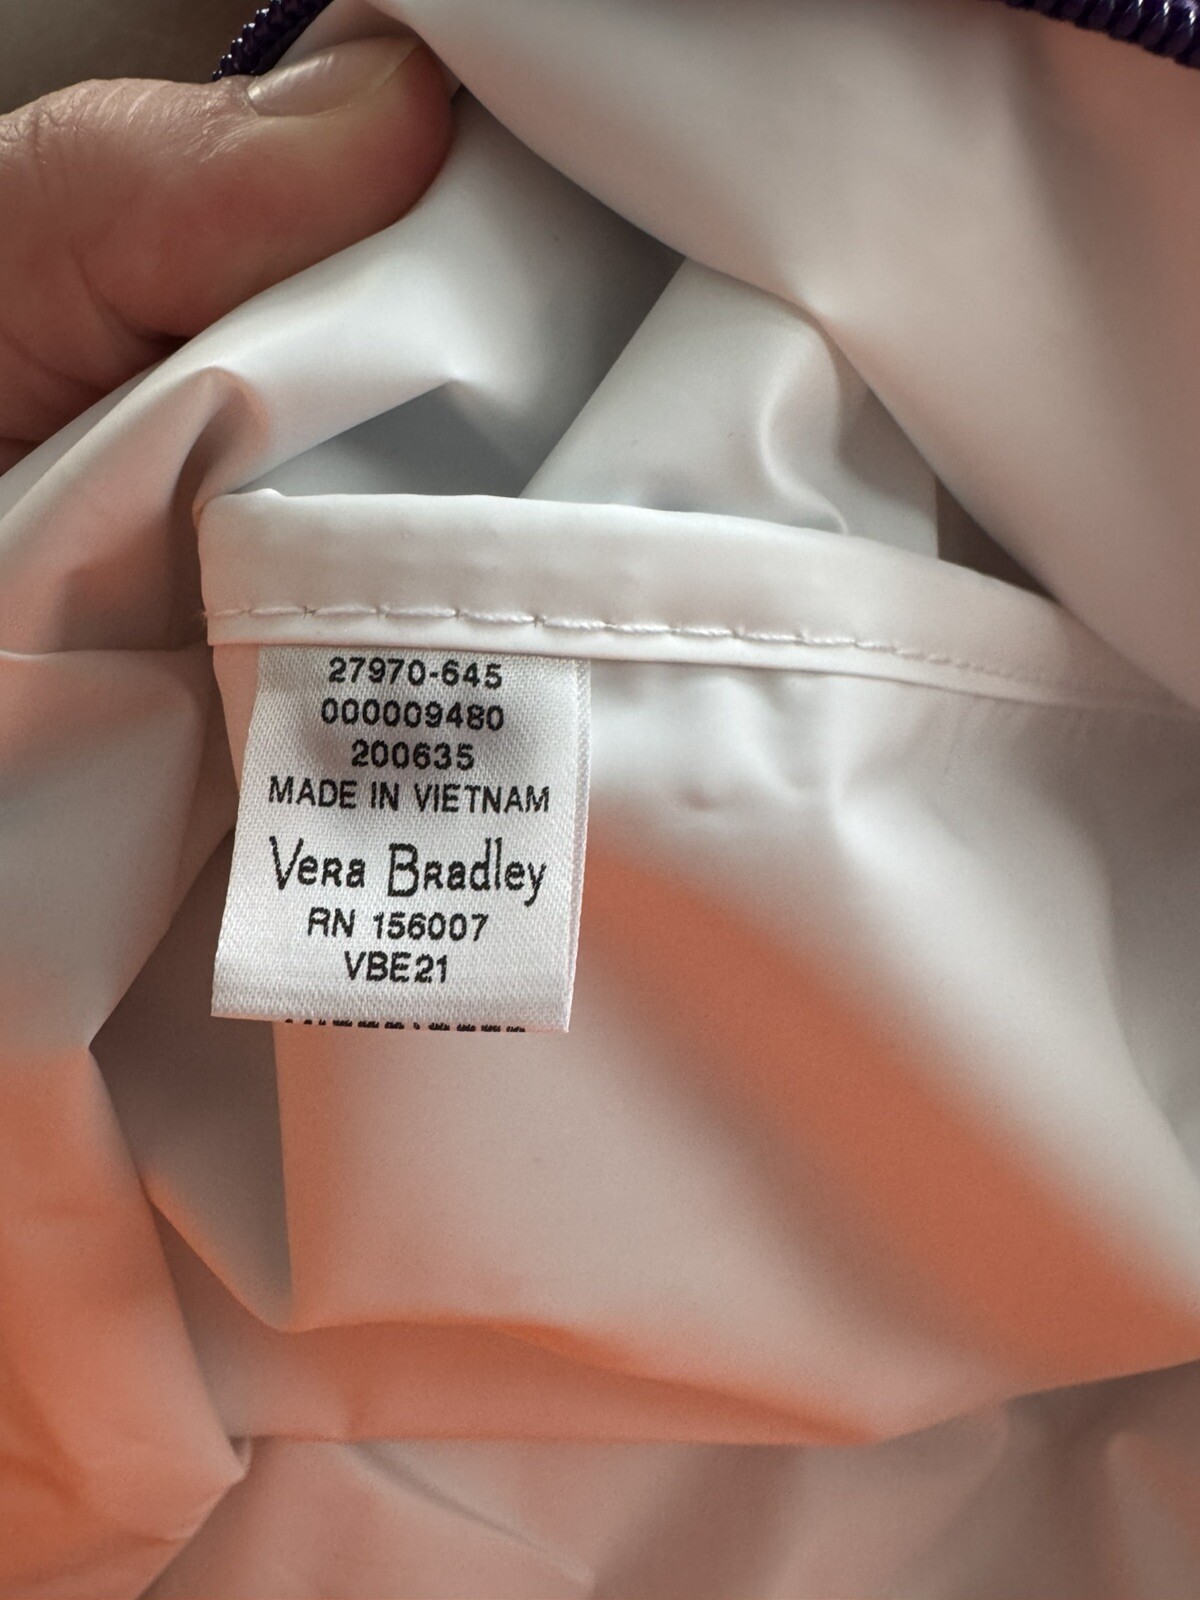 27970-645
000009480
200635
MADE IN VIETNAM
Vera Bradley
RN 156007
VBE21